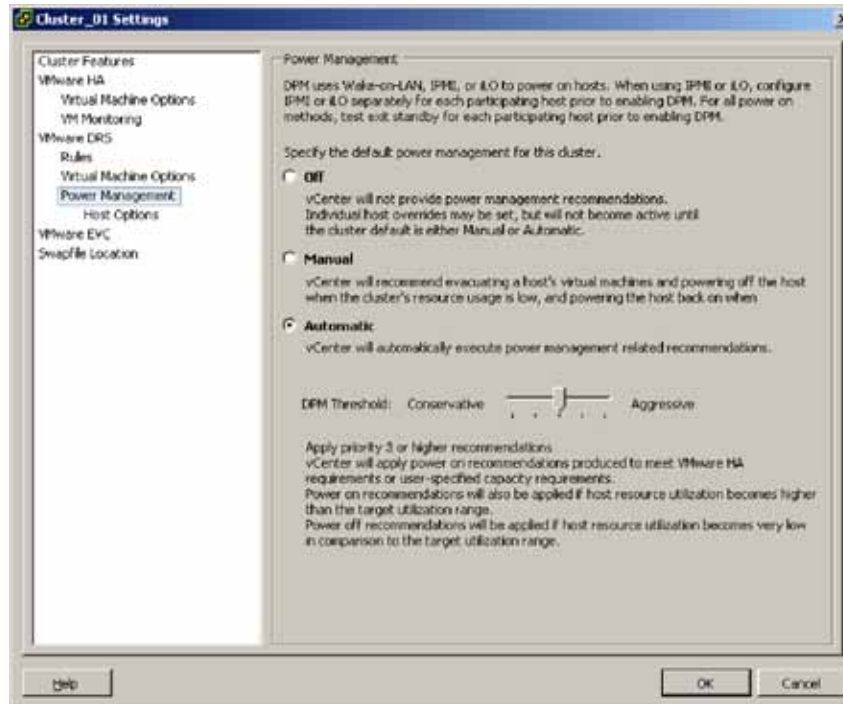 Cluster_01 Settings
Cluster Features
VMware HA
Virtual Machine Options
VM Monitoring
VMware DRS
Rules
Virtual Machine Options
Power Management
Host Options
VMware EVC
Swapfile Location
Power Management
DPM uses Wake-on-LAN, IPMI, or iLO to power on hosts. When using IPMI or iLO, configure
IPMI or iLO separately for each participating host prior to enabling DPM. For all power on
methods, test exit standby for each participating host prior to enabling DPM.
Specify the default power management for this cluster.
Off
vCenter will not provide power management recommendations.
Individual host overrides may be set, but will not become active until
the cluster default is either Manual or Automatic.
Manual
vCenter will recommend evacuating a host's virtual machines and powering off the host
when the cluster's resource usage is low, and powering the host back on when
Automatic
vCenter will automatically execute power management related recommendations.
DPM Threshold: Conservative Aggressive
Apply priority 3 or higher recommendations
vCenter will apply power on recommendations produced to meet VMware HA
requirements or user-specified capacity requirements.
Power on recommendations will also be applied if host resource utilization becomes higher
than the target utilization range.
Power off recommendations will be applied if host resource utilization becomes very low
in comparison to the target utilization range.
Help OK Cancel